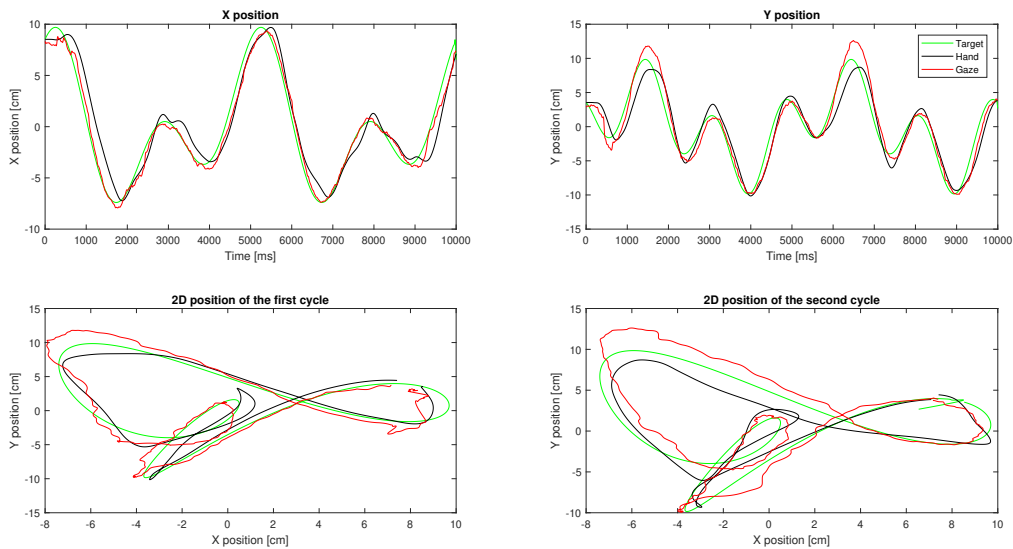 X position
10
5
0
-5
-10
X position [cm]
0 1000 2000 3000 4000 5000 6000 7000 8000 9000 10000
Time [ms]
Y position
15
10
5
0
-5
-10
-15
Y position [cm]
0 1000 2000 3000 4000 5000 6000 7000 8000 9000 10000
Time [ms]
Target
Hand
Gaze
2D position of the first cycle
15
10
5
0
-5
-10
-15
Y position [cm]
-8 -6 -4 -2 0 2 4 6 8 10
X position [cm]
2D position of the second cycle
15
10
5
0
-5
-10
Y position [cm]
-8 -6 -4 -2 0 2 4 6 8 10
X position [cm]